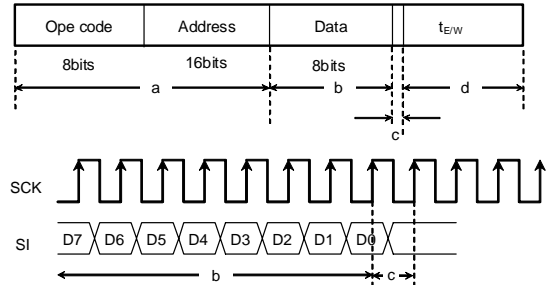 Ope code Address Data tE/W
8bits 16bits 8bits
a b d
c
SCK
SI D7 D6 D5 D4 D3 D2 D1 D0
b c